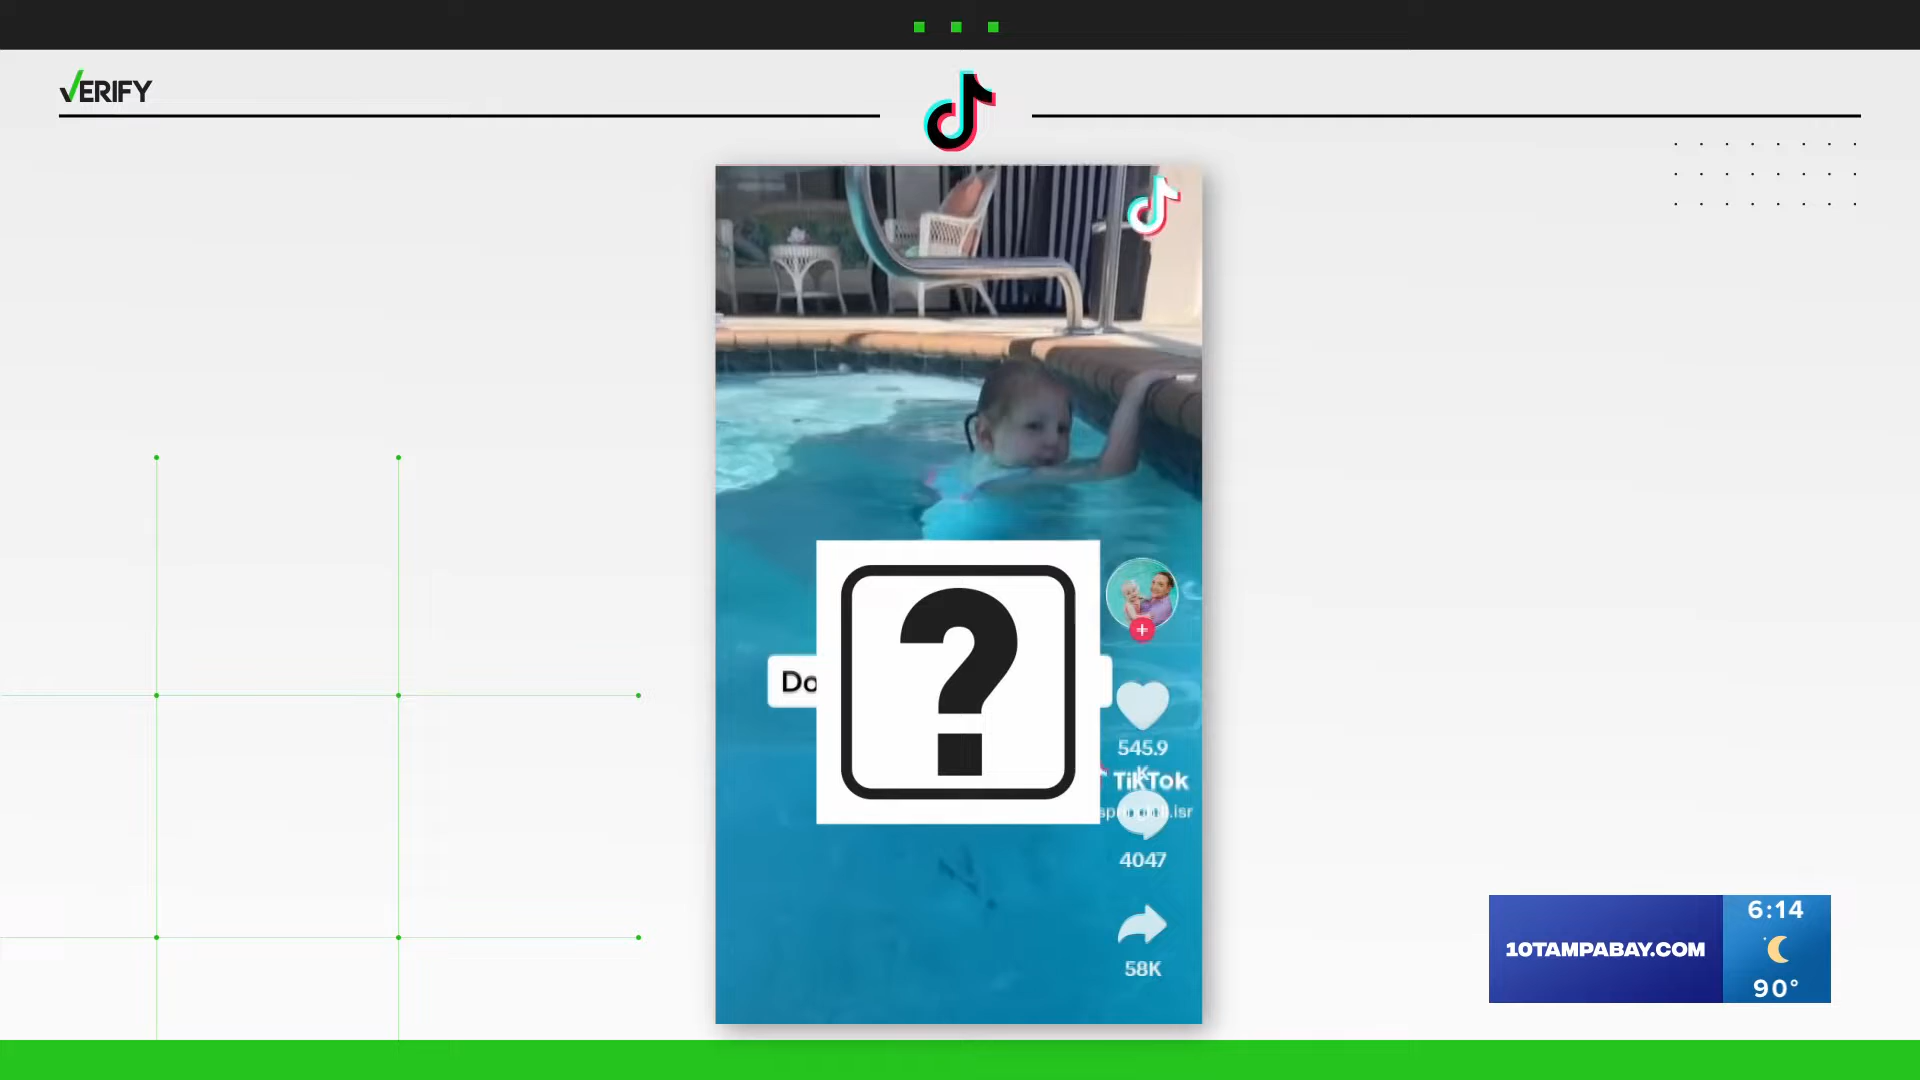 VERIFY
Do
?
545.9
K
TikTok
4047
58K
10TAMPABAY.COM
6:14
90°